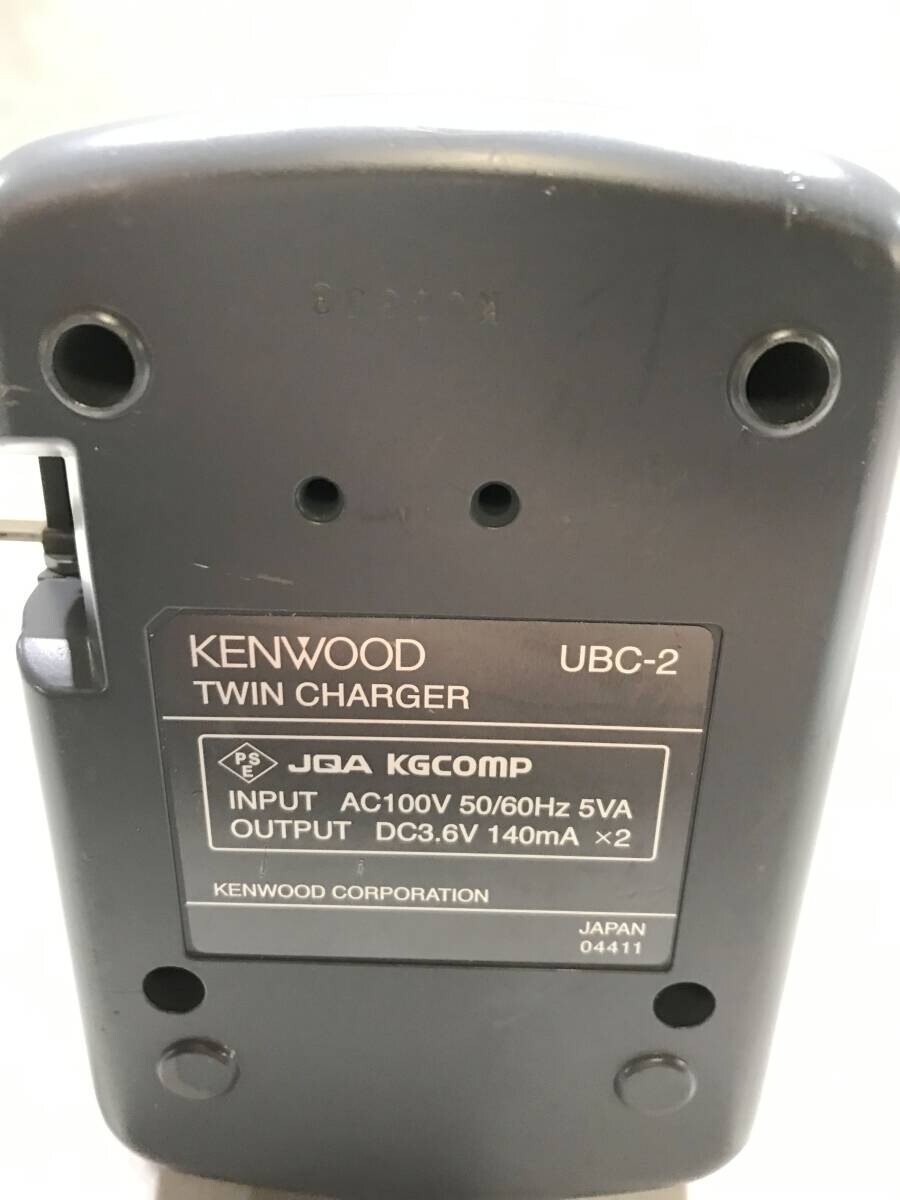 KENWOOD UBC-2
TWIN CHARGER
PS
E JQA KGCOMP
INPUT AC100V 50/60Hz 5VA
OUTPUT DC3.6V 140mA ×2
KENWOOD CORPORATION
JAPAN
04411